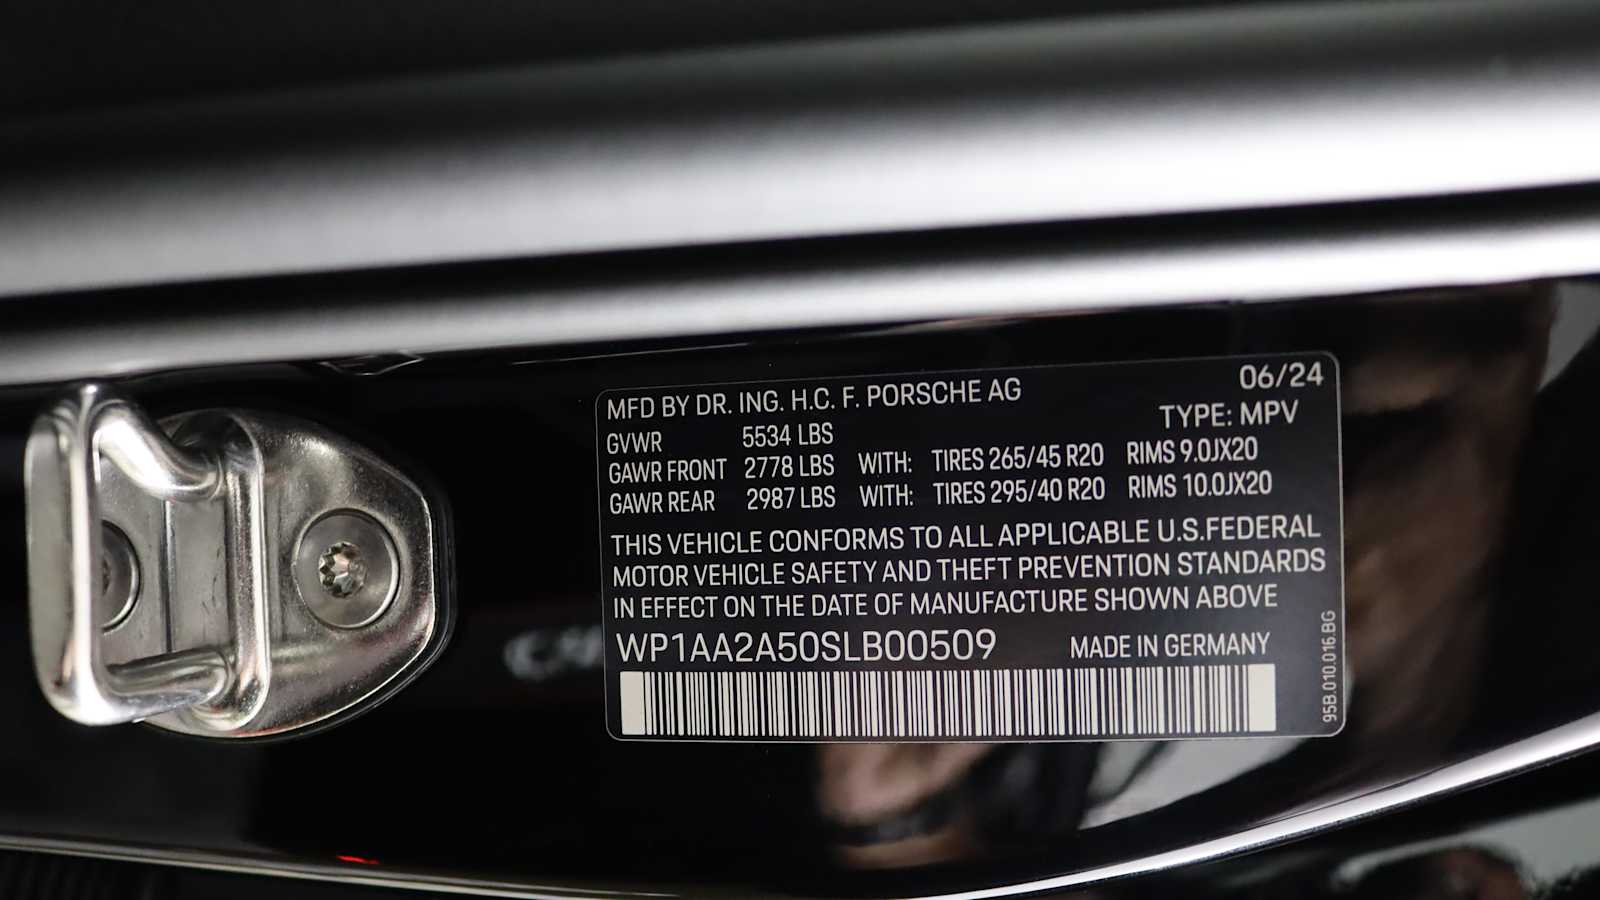 MFD BY DR. ING. H.C. F. PORSCHE AG 06/24
TYPE: MPV
GVWR 5534 LBS
GAWR FRONT 2778 LBS WITH: TIRES 265/45 R20 RIMS 9.0JX20
GAWR REAR 2987 LBS WITH: TIRES 295/40 R20 RIMS 10.0JX20
THIS VEHICLE CONFORMS TO ALL APPLICABLE U.S.FEDERAL
MOTOR VEHICLE SAFETY AND THEFT PREVENTION STANDARDS
IN EFFECT ON THE DATE OF MANUFACTURE SHOWN ABOVE
WP1AA2A50SLB00509 MADE IN GERMANY
95B.010.016.BG